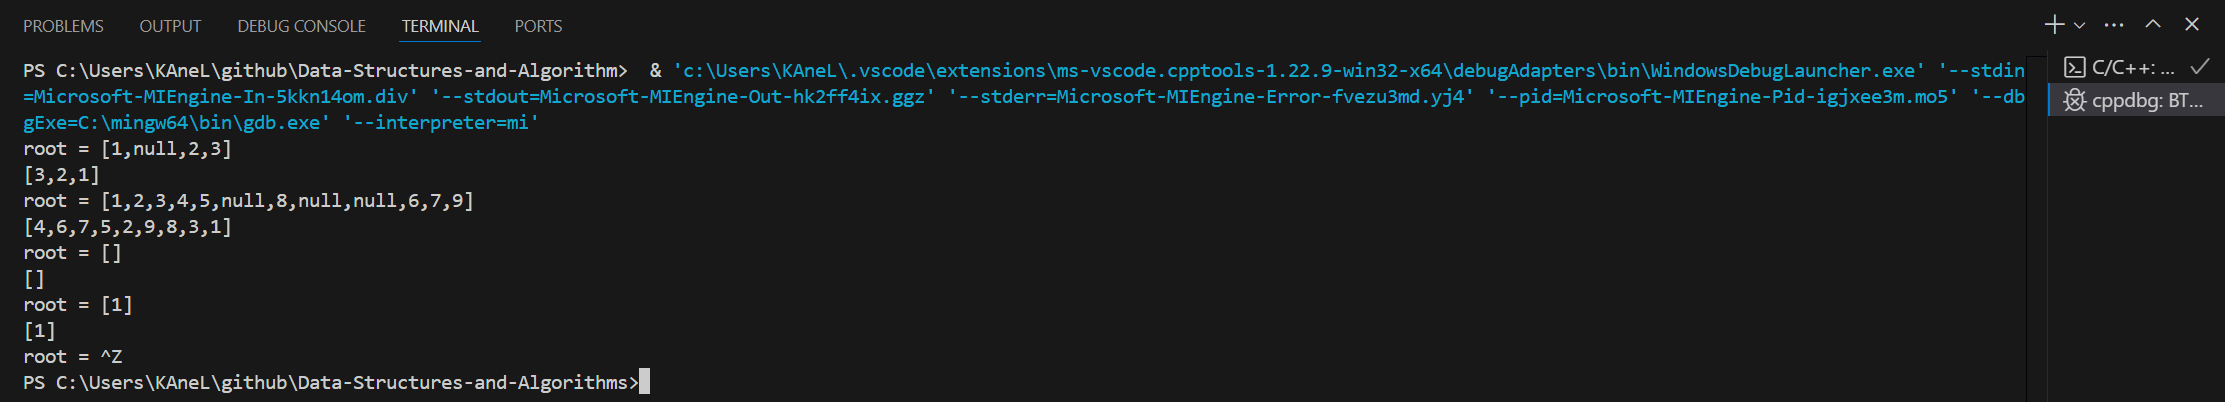 PROBLEMS OUTPUT DEBUG CONSOLE TERMINAL PORTS
PS C:\Users\KAneL\github\Data-Structures-and-Algorithm>  & 'c:\Users\KAneL\.vscode\extensions\ms-vscode.cpptools-1.22.9-win32-x64\debugAdapters\bin\WindowsDebugLauncher.exe' '--stdin
=Microsoft-MIEngine-In-5kkn14om.div' '--stdout=Microsoft-MIEngine-Out-hk2ff4ix.ggz' '--stderr=Microsoft-MIEngine-Error-fvezu3md.yj4' '--pid=Microsoft-MIEngine-Pid-igjxee3m.mo5' '--db
gExe=C:\mingw64\bin\gdb.exe' '--interpreter=mi'
root = [1,null,2,3]
[3,2,1]
root = [1,2,3,4,5,null,8,null,null,6,7,9]
[4,6,7,5,2,9,8,3,1]
root = []
[]
root = [1]
[1]
root = ^Z
PS C:\Users\KAneL\github\Data-Structures-and-Algorithms>
C/C++: ...
cppdbg: BT...